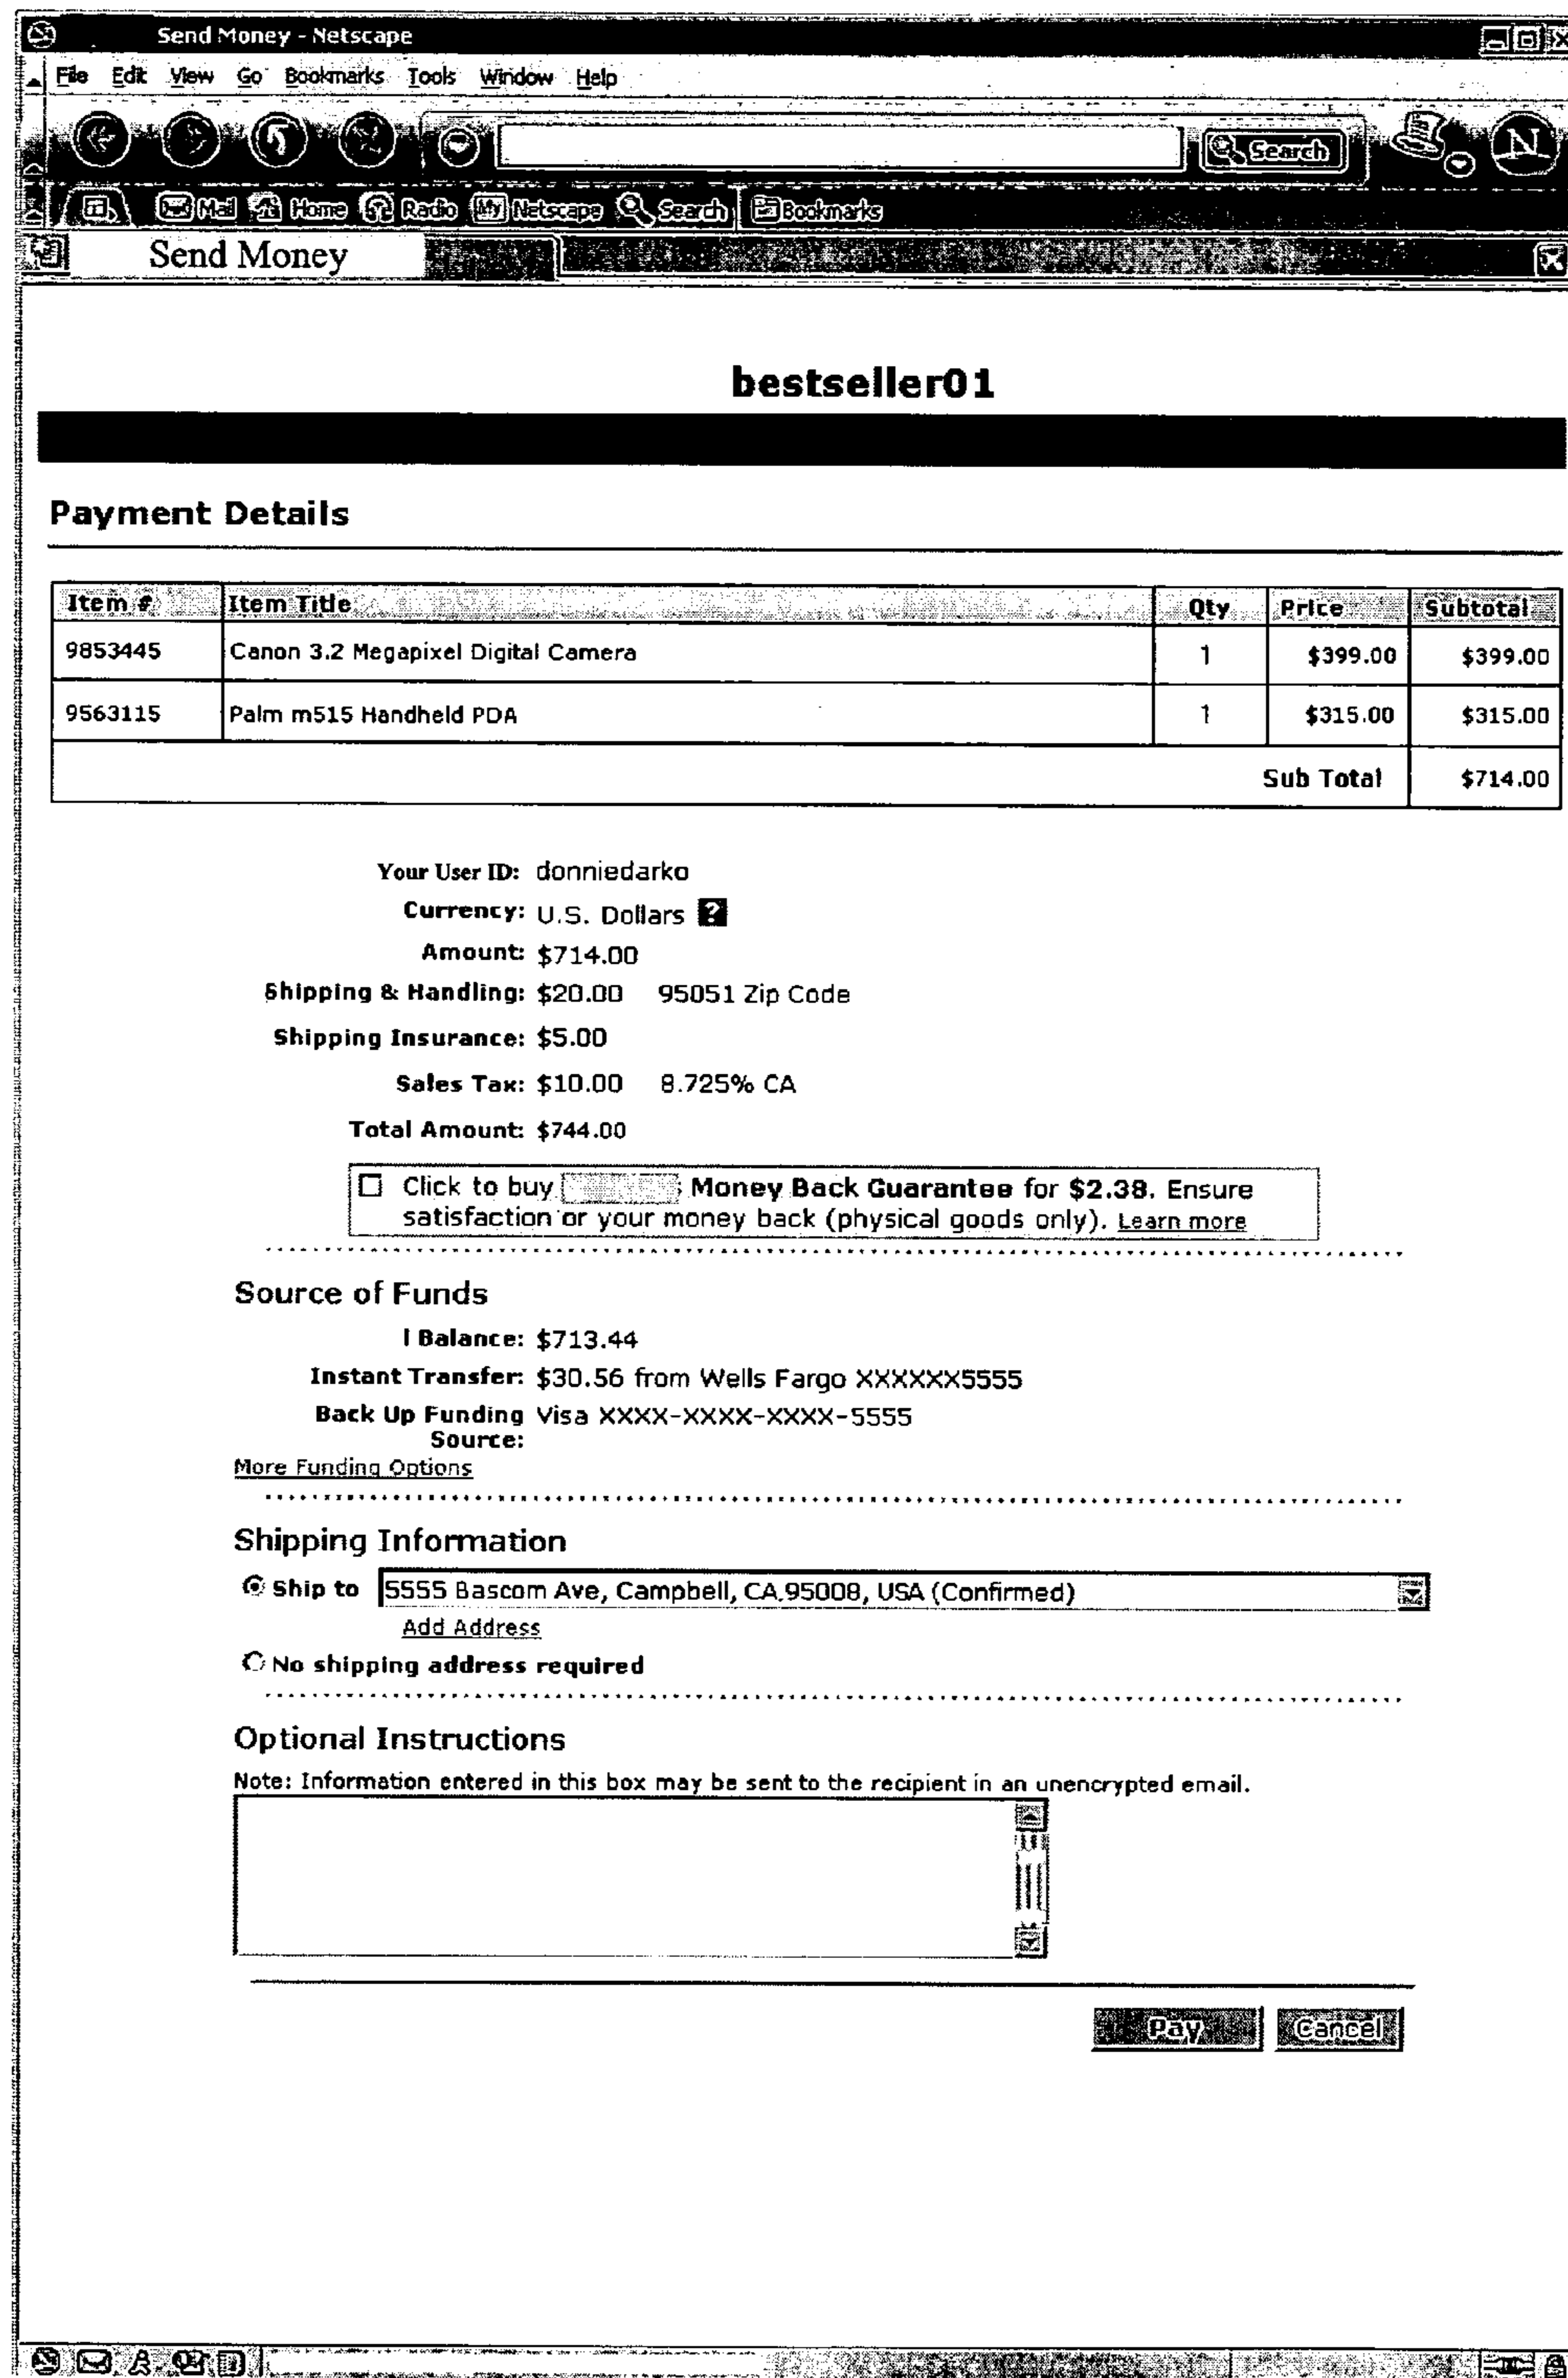 Send Money - Netscape
File Edit View Go Bookmarks Tools Window Help
Search
N
Mail Home Radio My Netscape Search Bookmarks
Send Money
bestseller01
Payment Details
Item # Item Title Qty Price Subtotal
9853445 Canon 3.2 Megapixel Digital Camera 1 $399.00 $399.00
9563115 Palm m515 Handheld PDA 1 $315.00 $315.00
Sub Total $714.00
Your User ID: donniedarko
Currency: U.S. Dollars ?
Amount: $714.00
Shipping & Handling: $20.00 95051 Zip Code
Shipping Insurance: $5.00
Sales Tax: $10.00 8.725% CA
Total Amount: $744.00
Click to buy Money Back Guarantee for $2.38. Ensure
satisfaction or your money back (physical goods only). Learn more
Source of Funds
l Balance: $713.44
Instant Transfer: $30.56 from Wells Fargo XXXXXX5555
Back Up Funding Visa XXXX-XXXX-XXXX-5555
Source:
More Funding Options
Shipping Information
Ship to 5555 Bascom Ave, Campbell, CA.95008, USA (Confirmed)
Add Address
No shipping address required
Optional Instructions
Note: Information entered in this box may be sent to the recipient in an unencrypted email.
Pay Cancel